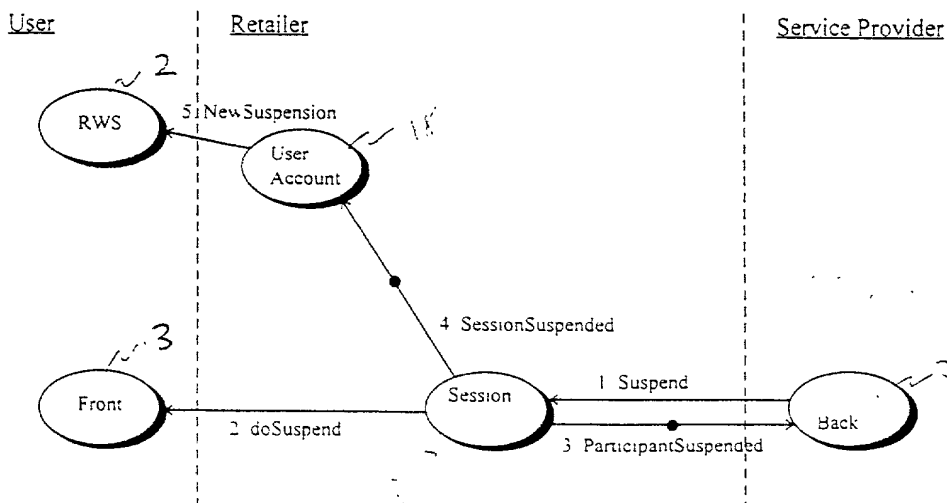 User
Retailer
Service Provider
2
RWS
5 NewSuspension
18
User
Account
4 SessionSuspended
3
Front
Session
1 Suspend
Back
2 doSuspend
3 ParticipantSuspended